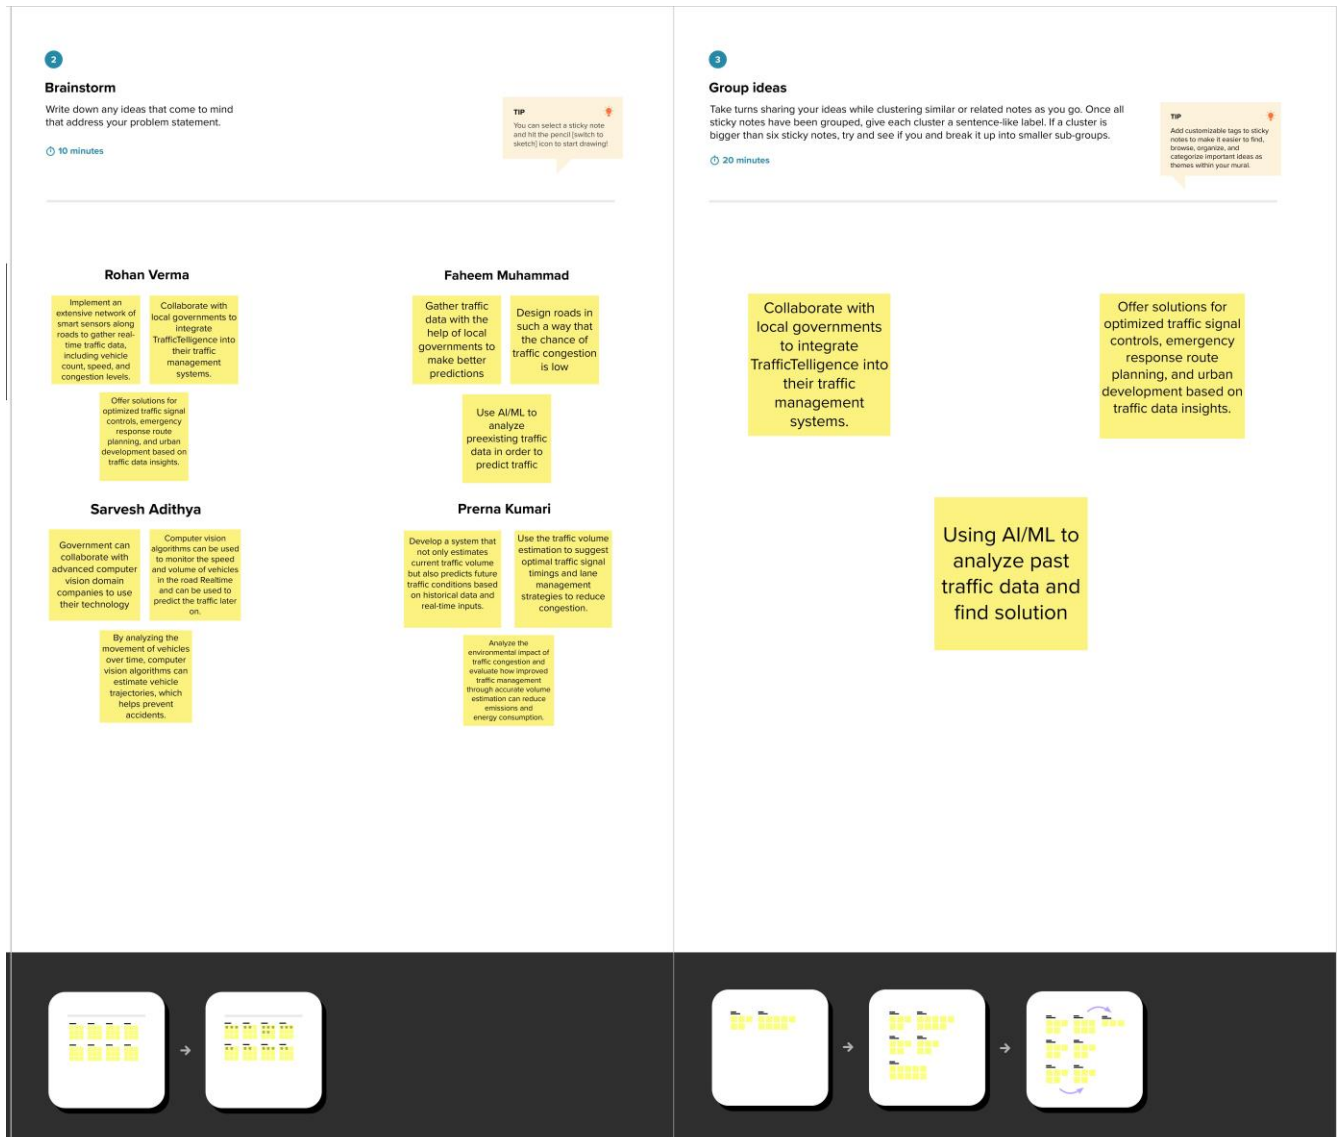 2
Brainstorm
Write down any ideas that come to mind
that address your problem statement.
10 minutes
TIP
You can select a sticky note
and hit the pencil [switch to
sketch] icon to start drawing!
Rohan Verma
Implement an
extensive network of
smart sensors along
roads to gather real-
time traffic data,
including vehicle
count, speed, and
congestion levels.
Collaborate with
local governments to
integrate
TrafficTelligence into
their traffic
management
systems.
Offer solutions for
optimized traffic signal
controls, emergency
response route
planning, and urban
development based on
traffic data insights.
Faheem Muhammad
Gather traffic
data with the
help of local
governments to
make better
predictions
Design roads in
such a way that
the chance of
traffic congestion
is low
Use AI/ML to
analyze
preexisting traffic
data in order to
predict traffic
Sarvesh Adithya
Government can
collaborate with
advanced computer
vision domain
companies to use
their technology
Computer vision
algorithms can be used
to monitor the speed
and volume of vehicles
in the road Realtime
and can be used to
predict the traffic later
on.
By analyzing the
movement of vehicles
over time, computer
vision algorithms can
estimate vehicle
trajectories, which
helps prevent
accidents.
Prerna Kumari
Develop a system that
not only estimates
current traffic volume
but also predicts future
traffic conditions based
on historical data and
real-time inputs.
Use the traffic volume
estimation to suggest
optimal traffic signal
timings and lane
management
strategies to reduce
congestion.
Analyze the
environmental impact of
traffic congestion and
evaluate how improved
traffic management
through accurate volume
estimation can reduce
emissions and
energy consumption.
3
Group ideas
Take turns sharing your ideas while clustering similar or related notes as you go. Once all
sticky notes have been grouped, give each cluster a sentence-like label. If a cluster is
bigger than six sticky notes, try and see if you and break it up into smaller sub-groups.
20 minutes
TIP
Add customizable tags to sticky
notes to make it easier to find,
browse, organize, and
categorize important ideas as
themes within your mural.
Collaborate with
local governments
to integrate
TrafficTelligence into
their traffic
management
systems.
Offer solutions for
optimized traffic signal
controls, emergency
response route
planning, and urban
development based on
traffic data insights.
Using AI/ML to
analyze past
traffic data and
find solution